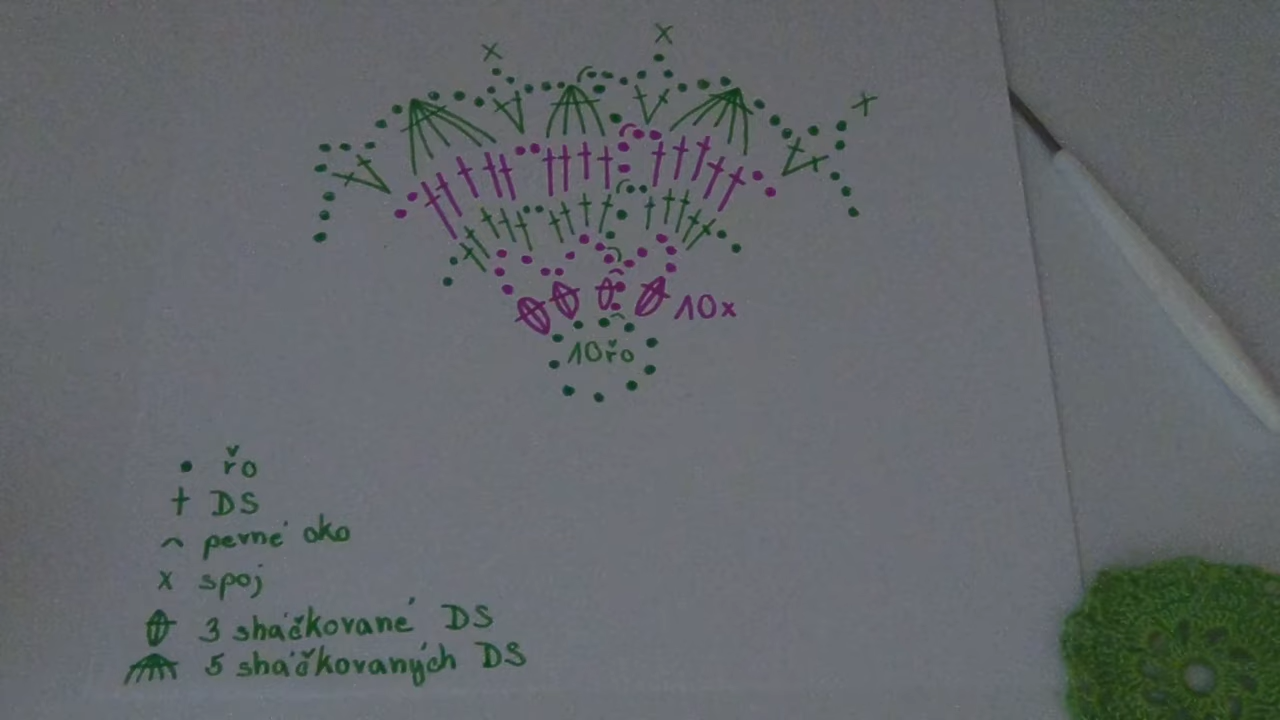 10x
10řo
• řo
† DS
⌢ pevné oko
x spoj
3 sháčkované DS
5 sháčkovaných DS